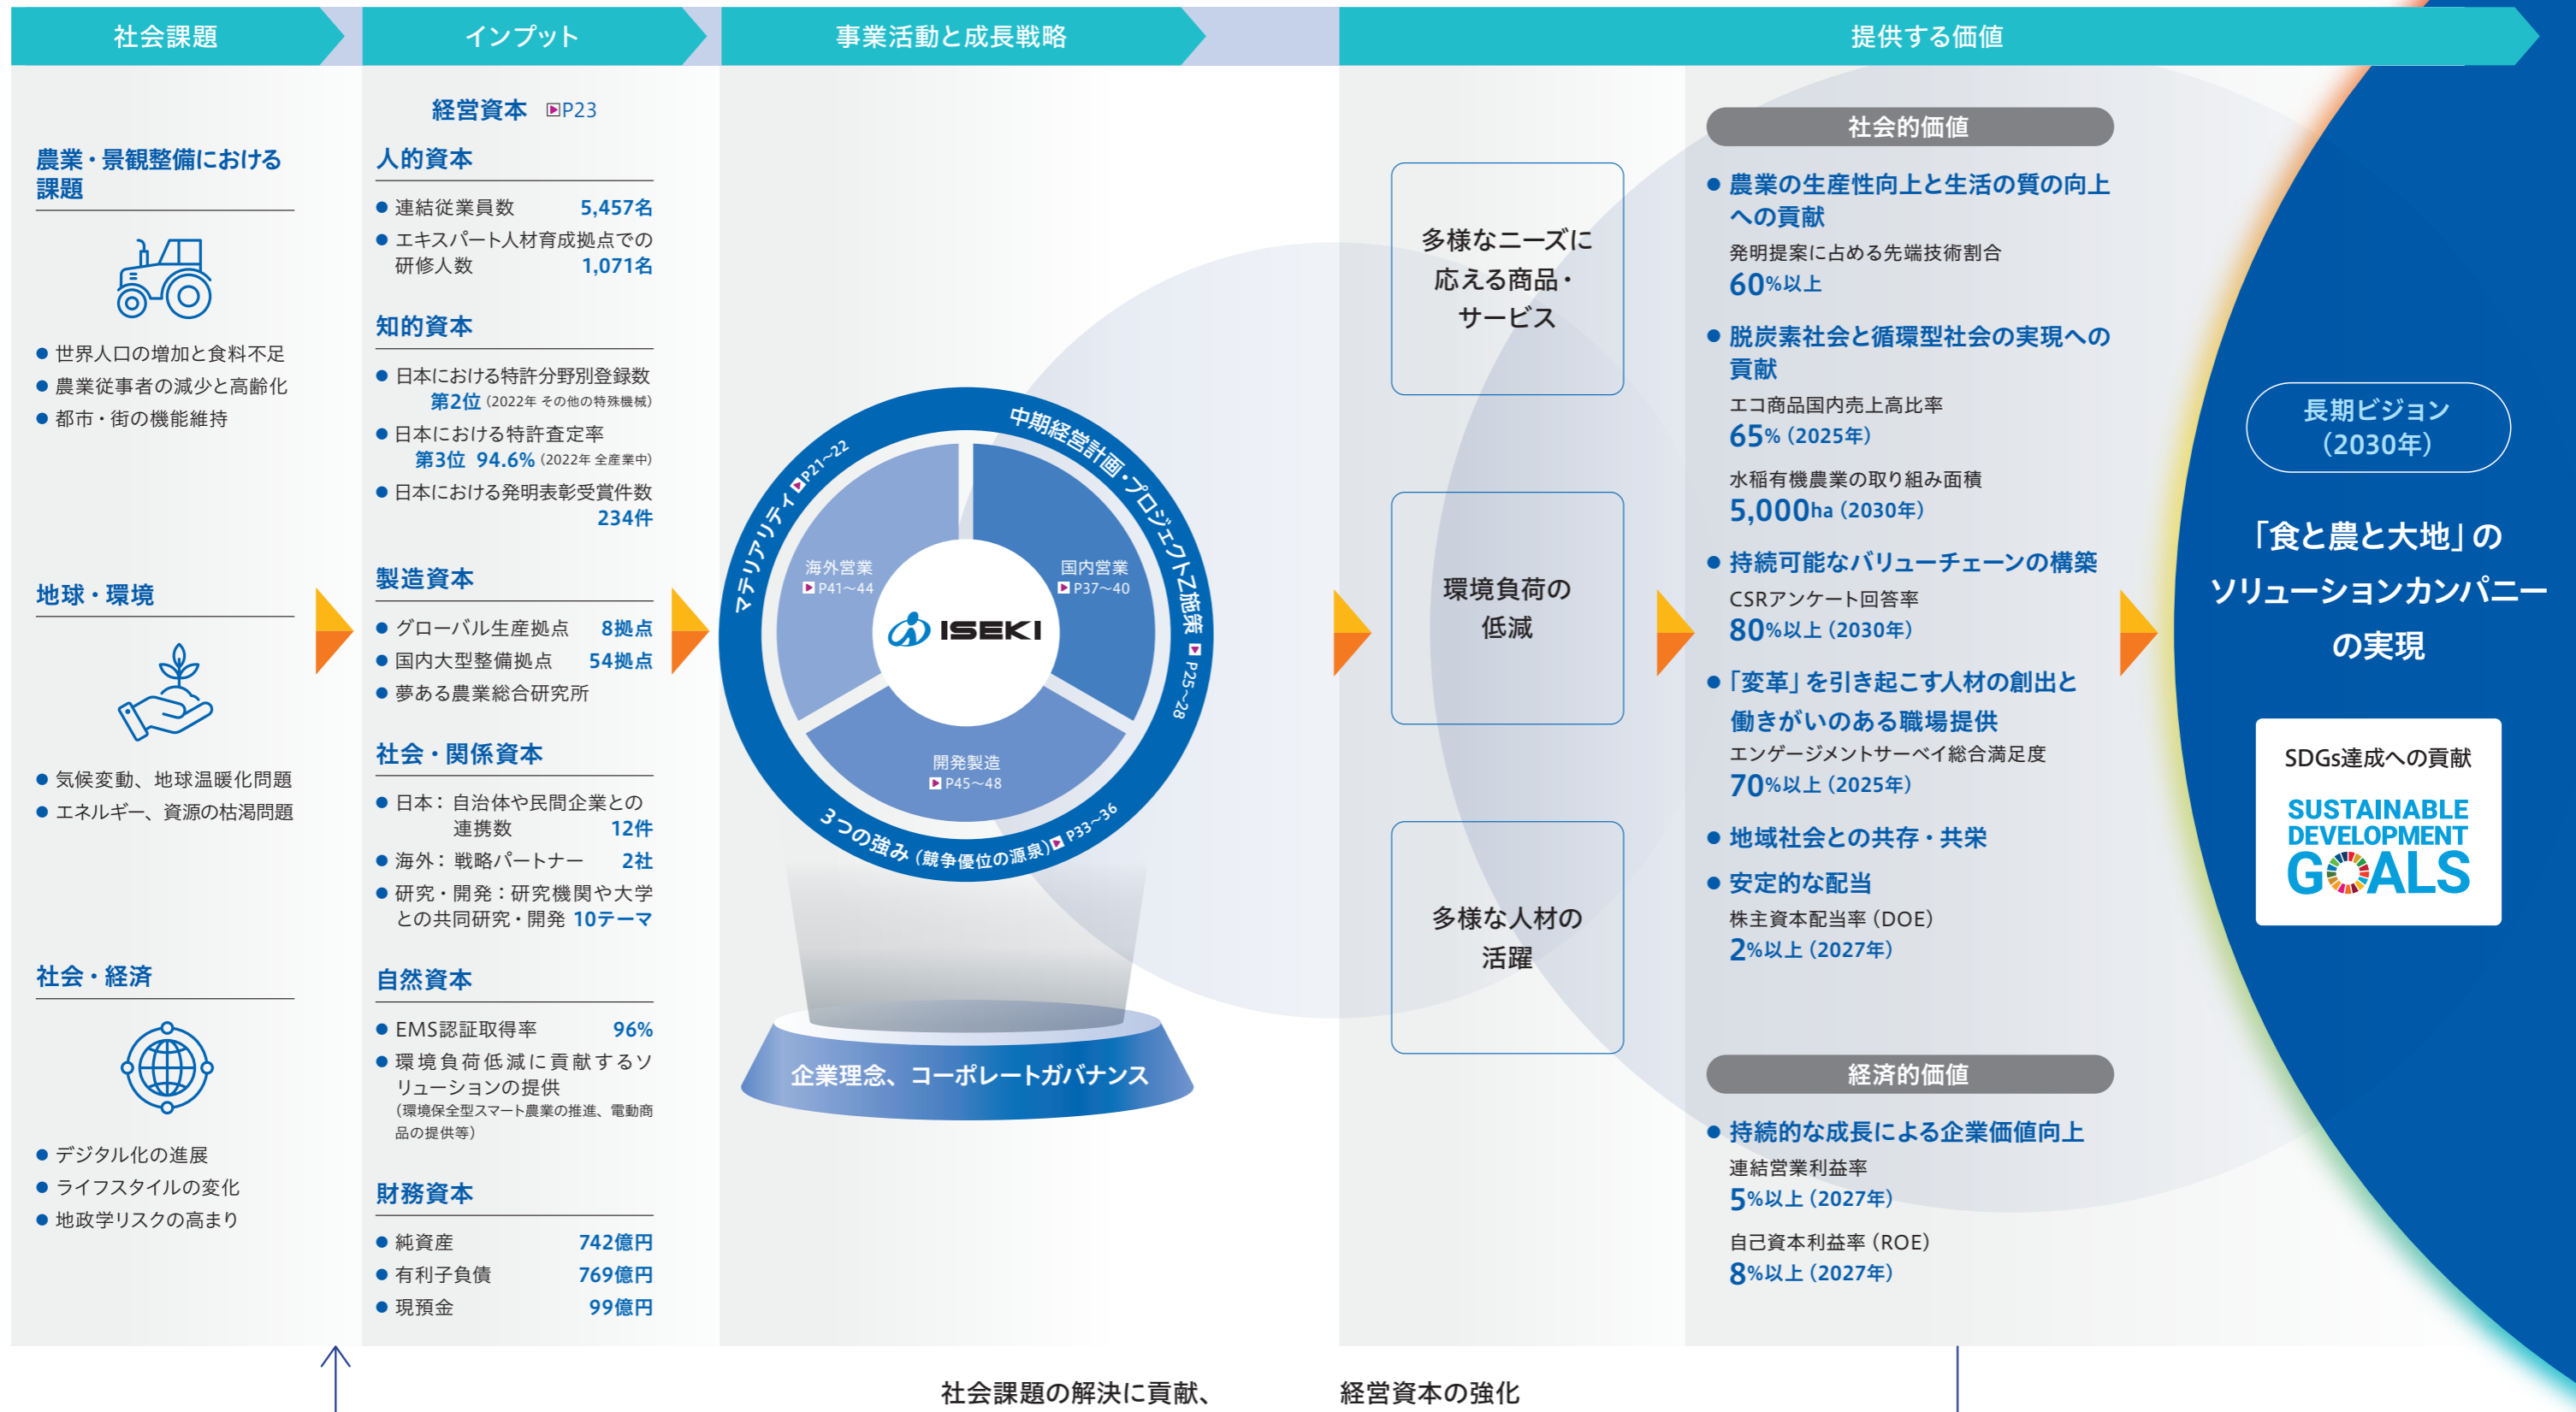 社会課題
インプット
事業活動と成長戦略
提供する価値
農業・景観整備における
課題
世界人口の増加と食料不足
農業従事者の減少と高齢化
都市・街の機能維持
地球・環境
気候変動、地球温暖化問題
エネルギー、資源の枯渇問題
社会・経済
デジタル化の進展
ライフスタイルの変化
地政学リスクの高まり
経営資本 P23
人的資本
連結従業員数 5,457名
エキスパート人材育成拠点での
研修人数 1,071名
知的資本
日本における特許分野別登録数
第2位（2022年 その他の特殊機械）
日本における特許査定率
第3位 94.6%（2022年 全産業中）
日本における発明表彰受賞件数
234件
製造資本
グローバル生産拠点 8拠点
国内大型整備拠点 54拠点
夢ある農業総合研究所
社会・関係資本
日本：自治体や民間企業との
連携数 12件
海外：戦略パートナー 2社
研究・開発：研究機関や大学
との共同研究・開発 10テーマ
自然資本
EMS認証取得率 96%
環境負荷低減に貢献するソ
リューションの提供
（環境保全型スマート農業の推進、電動商
品の提供等）
財務資本
純資産 742億円
有利子負債 769億円
現預金 99億円
マテリアリティ P21～22
中期経営計画・プロジェクトZ施策 P25～28
3つの強み（競争優位の源泉） P33～36
海外営業
P41～44
国内営業
P37～40
ISEKI
開発製造
P45～48
企業理念、コーポレートガバナンス
多様なニーズに
応える商品・
サービス
環境負荷の
低減
多様な人材の
活躍
社会的価値
農業の生産性向上と生活の質の向上
への貢献
発明提案に占める先端技術割合
60%以上
脱炭素社会と循環型社会の実現への
貢献
エコ商品国内売上高比率
65%（2025年）
水稲有機農業の取り組み面積
5,000ha（2030年）
持続可能なバリューチェーンの構築
CSRアンケート回答率
80%以上（2030年）
「変革」を引き起こす人材の創出と
働きがいのある職場提供
エンゲージメントサーベイ総合満足度
70%以上（2025年）
地域社会との共存・共栄
安定的な配当
株主資本配当率（DOE）
2%以上（2027年）
経済的価値
持続的な成長による企業価値向上
連結営業利益率
5%以上（2027年）
自己資本利益率（ROE）
8%以上（2027年）
長期ビジョン
（2030年）
「食と農と大地」の
ソリューションカンパニー
の実現
SDGs達成への貢献
SUSTAINABLE
DEVELOPMENT
GOALS
社会課題の解決に貢献、 経営資本の強化